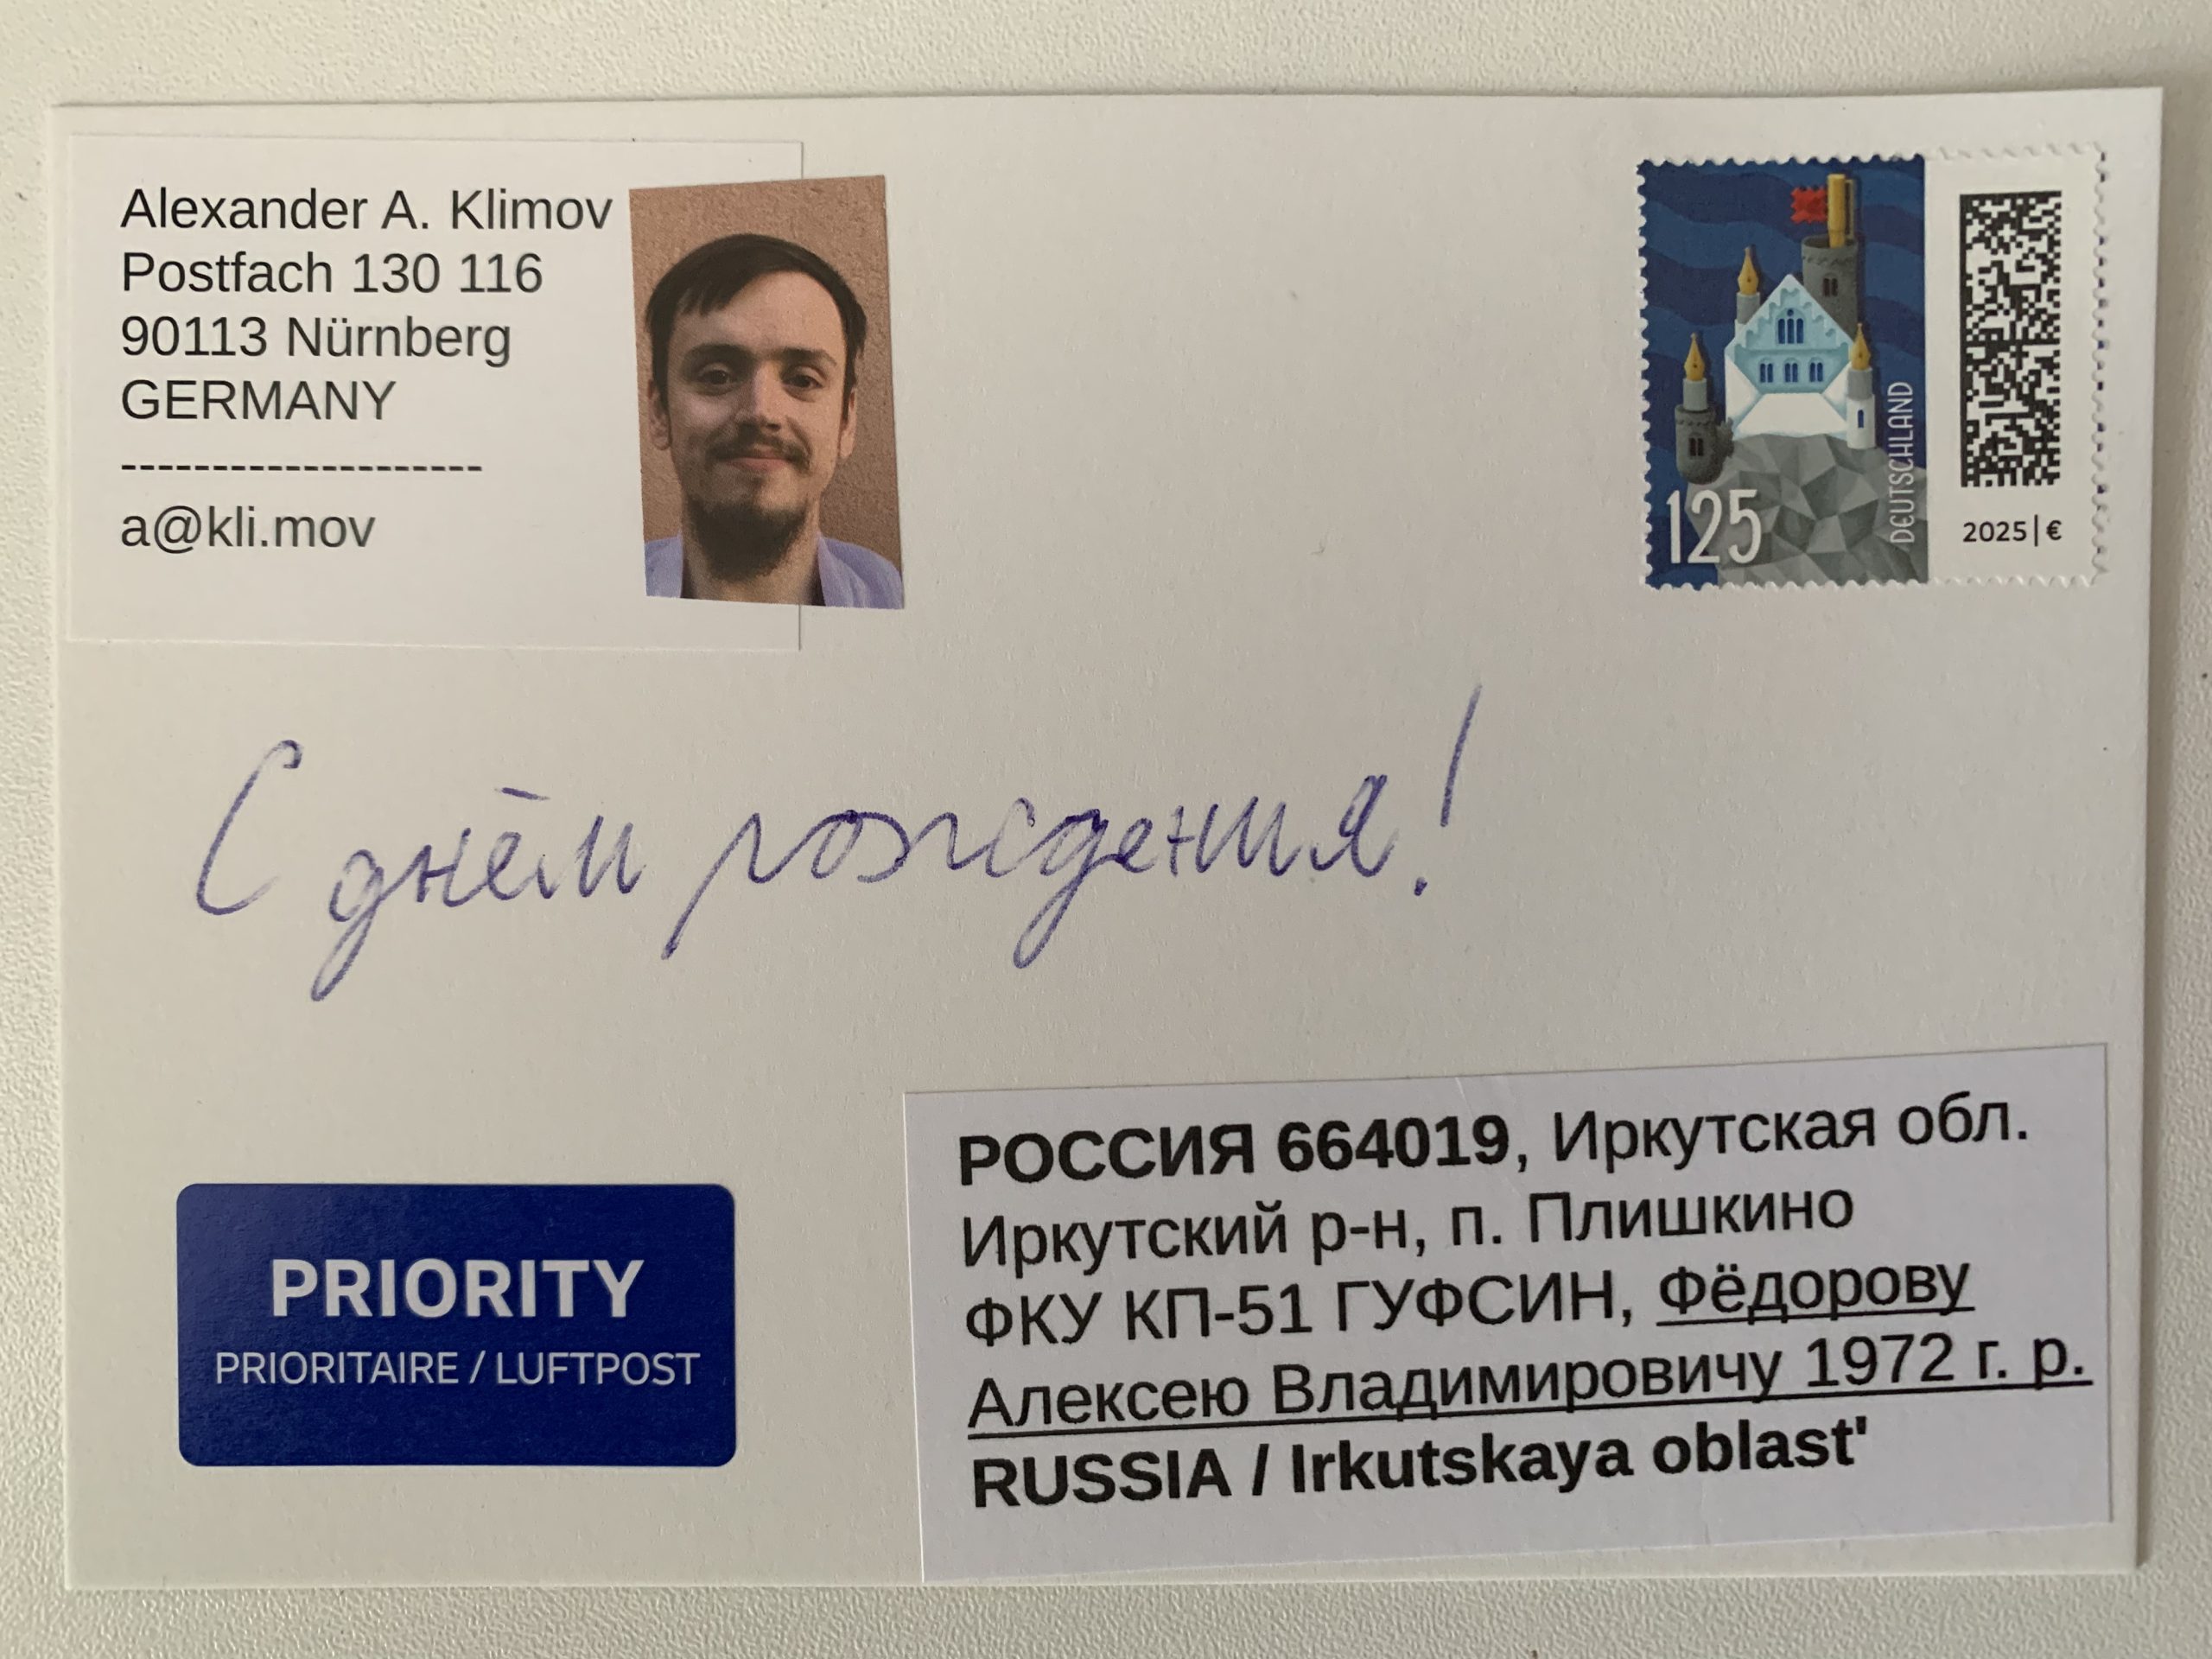 Alexander A. Klimov
Postfach 130 116
90113 Nürnberg
GERMANY
--------------------
a@kli.mov
125
DEUTSCHLAND
2025|€
С днём рождения!
PRIORITY
PRIORITAIRE / LUFTPOST
РОССИЯ 664019, Иркутская обл.
Иркутский р-н, п. Плишкино
ФКУ КП-51 ГУФСИН, Фёдорову
Алексею Владимировичу 1972 г. р.
RUSSIA / Irkutskaya oblast'